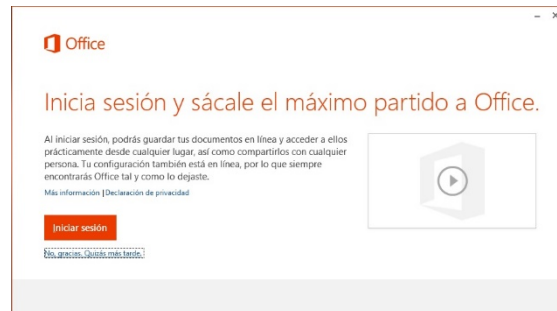 Office
Inicia sesión y sácale el máximo partido a Office.
Al iniciar sesión, podrás guardar tus documentos en línea y acceder a ellos
prácticamente desde cualquier lugar, así como compartirlos con cualquier
persona. Tu configuración también está en línea, por lo que siempre
encontrarás Office tal y como lo dejaste.
Más información | Declaración de privacidad
Iniciar sesión
No, gracias. Quizás más tarde.